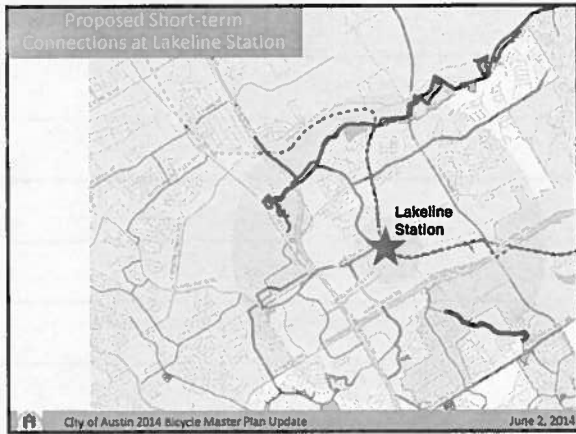 Proposed Short-term
Connections at Lakeline Station
Lakeline
Station
City of Austin 2014 Bicycle Master Plan Update
June 2, 2014